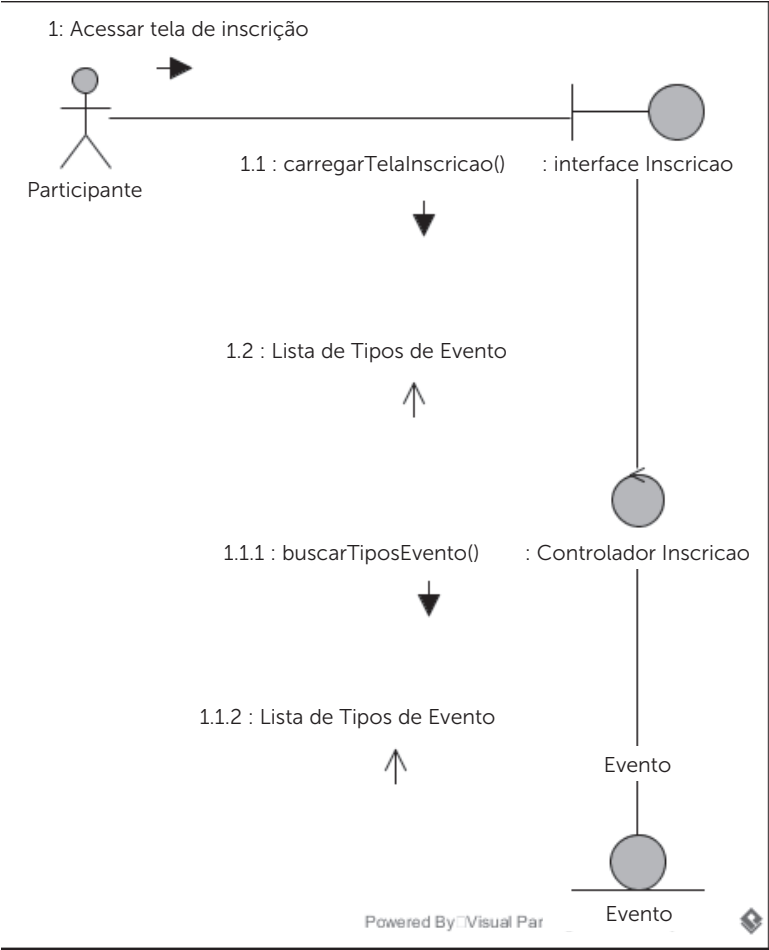 1: Acessar tela de inscrição
1.1 : carregarTelaInscricao() : interface Inscricao
Participante
1.2 : Lista de Tipos de Evento
1.1.1 : buscarTiposEvento() : Controlador Inscricao
1.1.2 : Lista de Tipos de Evento
Evento
Powered By Visual Par
Evento